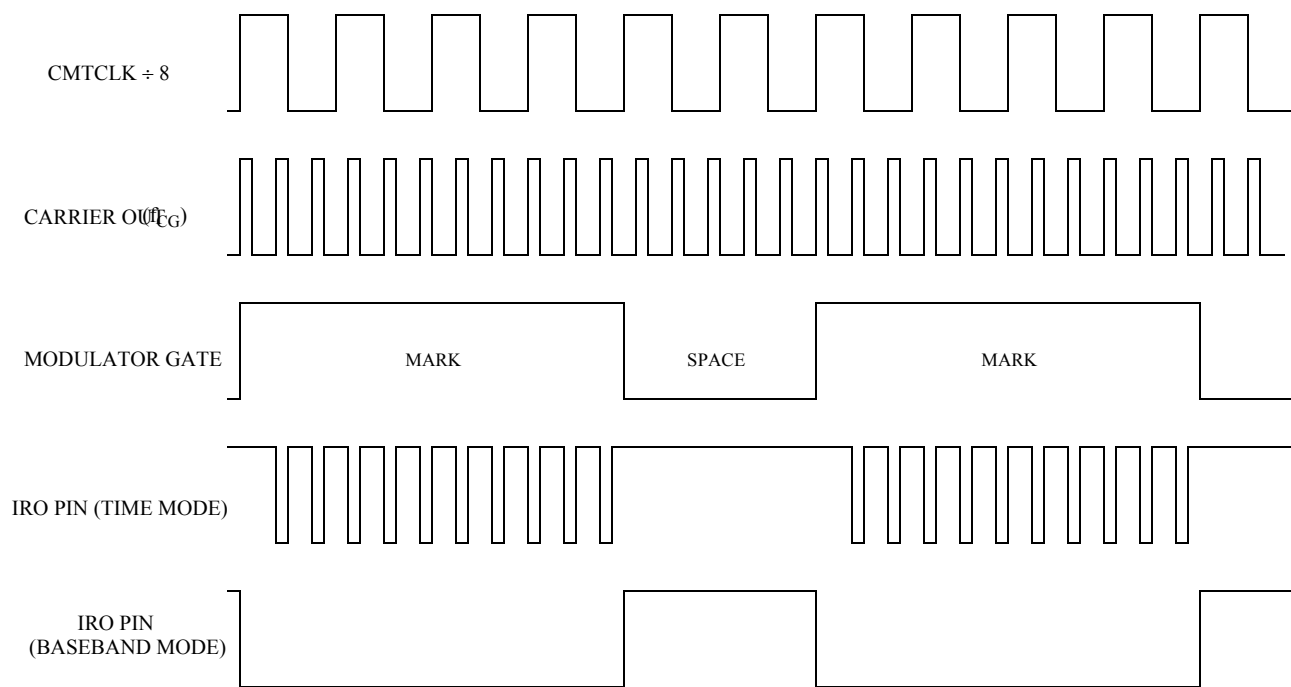 CMTCLK ÷ 8
CARRIER OUT (fCG)
MODULATOR GATE
MARK
SPACE
MARK
IRO PIN (TIME MODE)
IRO PIN
(BASEBAND MODE)